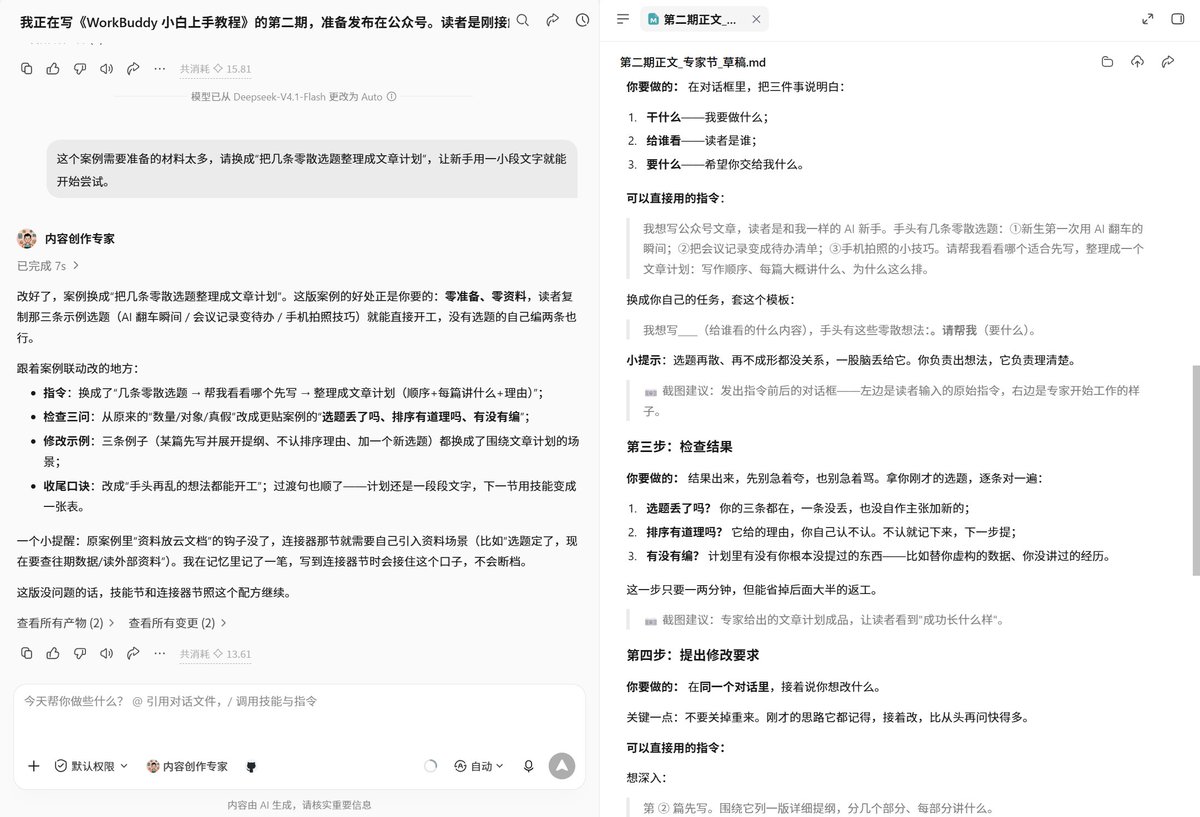 我正在写《WorkBuddy 小白上手教程》的第二期，准备发布在公众号。读者是刚接
共消耗 15.81
模型已从 Deepseek-V4.1-Flash 更改为 Auto
这个案例需要准备的材料太多，请换成“把几条零散选题整理成文章计划”，让新手用一小段文字就能
开始尝试。
内容创作专家
已完成 7s
改好了，案例换成“把几条零散选题整理成文章计划”。这版案例的好处正是你要的：零准备、零资料，读者复
制那三条示例选题（AI 翻车瞬间 / 会议记录变待办 / 手机拍照技巧）就能直接开工，没有选题的自己编两条也
行。
跟着案例联动改的地方：
• 指令：换成了“几条零散选题 → 帮我看看哪个先写 → 整理成文章计划（顺序+每篇讲什么+理由）”；
• 检查三问：从原来的“数量/对象/真假”改成更贴案例的“选题丢了吗、排序有道理吗、有没有编”；
• 修改示例：三条例子（某篇先写并展开提纲、不认排序理由、加一个新选题）都换成了围绕文章计划的场
景；
• 收尾口诀：改成“手头再乱的想法都能开工”；过渡句也顺了——计划还是一段段文字，下一节用技能变成
一张表。
一个小提醒：原案例里“资料放云文档”的钩子没了，连接器那节就需要自己引入资料场景（比如“选题定了，现
在要查往期数据/读外部资料”）。我在记忆里记了一笔，写到连接器节时会接住这个口子，不会断档。
这版没问题的话，技能节和连接器节照这个配方继续。
查看所有产物 (2) 查看所有变更 (2)
共消耗 13.61
今天帮你做些什么？ @ 引用对话文件，/ 调用技能与指令
默认权限 内容创作专家 自动
内容由 AI 生成，请核实重要信息
第二期正文_...
第二期正文_专家节_草稿.md
你要做的： 在对话框里，把三件事说明白：
1. 干什么——我要做什么；
2. 给谁看——读者是谁；
3. 要什么——希望你交给我什么。
可以直接用的指令：
我想写公众号文章，读者是和我一样的 AI 新手。手头有几条零散选题：①新生第一次用 AI 翻车的
瞬间；②把会议记录变成待办清单；③手机拍照的小技巧。请帮我看看哪个适合先写，整理成一个
文章计划：写作顺序、每篇大概讲什么、为什么这么排。
换成你自己的任务，套这个模板：
我想写___（给谁看的什么内容），手头有这些零散想法：。请帮我（要什么）。
小提示：选题再散、再不成形都没关系，一股脑丢给它。你负责出想法，它负责理清楚。
截图建议：发出指令前后的对话框——左边是读者输入的原始指令，右边是专家开始工作的样
子。
第三步：检查结果
你要做的： 结果出来，先别急着夸，也别急着骂。拿你刚才的选题，逐条对一遍：
1. 选题丢了吗？ 你的三条都在，一条没丢，也没自作主张加新的；
2. 排序有道理吗？ 它给的理由，你自己认不认。不认就记下来，下一步提；
3. 有没有编？ 计划里有没有你根本没提过的东西——比如替你虚构的数据、你没讲过的经历。
这一步只要一两分钟，但能省掉后面大半的返工。
截图建议：专家给出的文章计划成品，让读者看到"成功长什么样"。
第四步：提出修改要求
你要做的： 在同一个对话里，接着说你想改什么。
关键一点：不要关掉重来。刚才的思路它都记得，接着改，比从头再问快得多。
可以直接用的指令：
想深入：
第 ② 篇先写。围绕它列一版详细提纲，分几个部分、每部分讲什么。